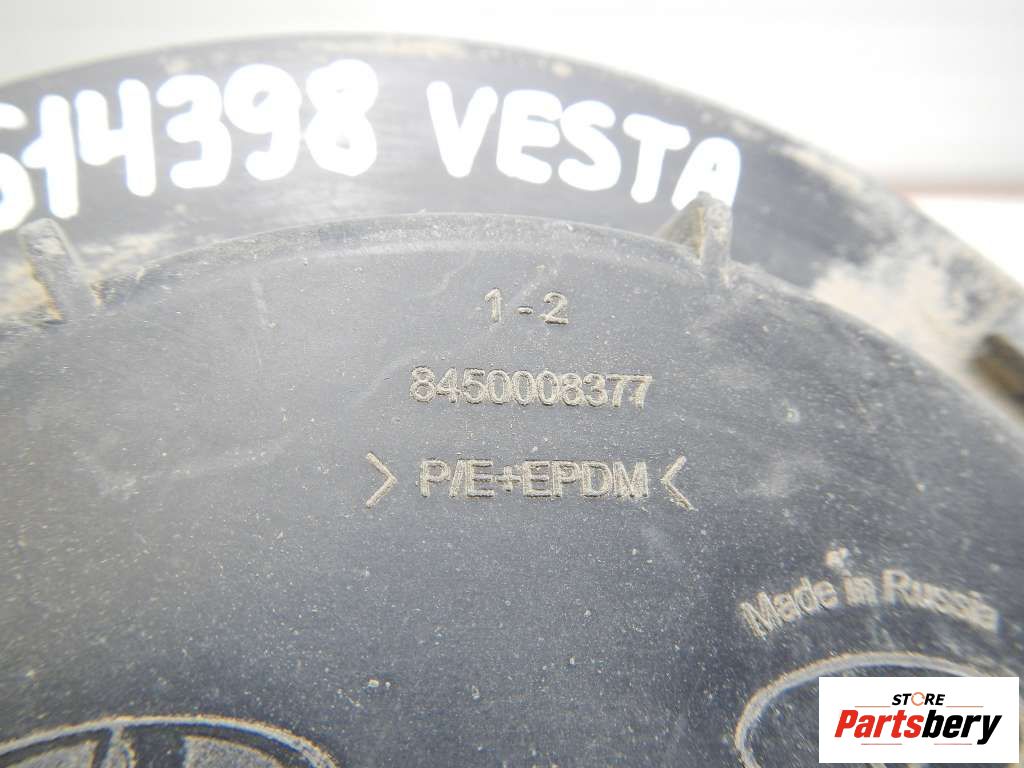 514398 VESTA
1-2
8450008377
> P/E+EPDM <
Made in Russia
STORE
Partsbery